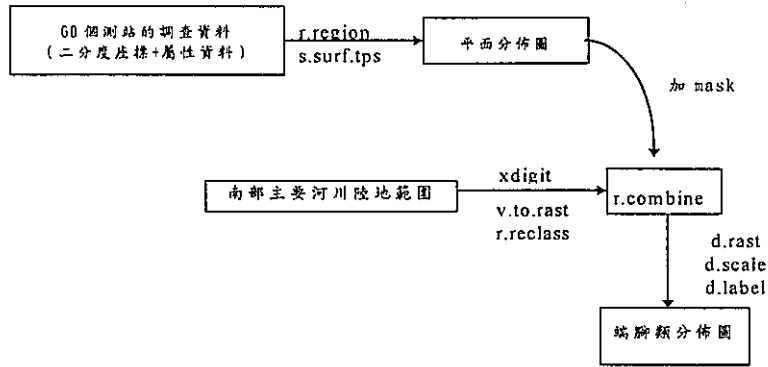 60 個測站的調查資料
(二分度座標+屬性資料)
r.region
s.surf.tps
平面分佈圖
加 mask
南部主要河川陸地範圍
xdigit
v.to.rast
r.reclass
r.combine
d.rast
d.scale
d.label
端腳類分佈圖